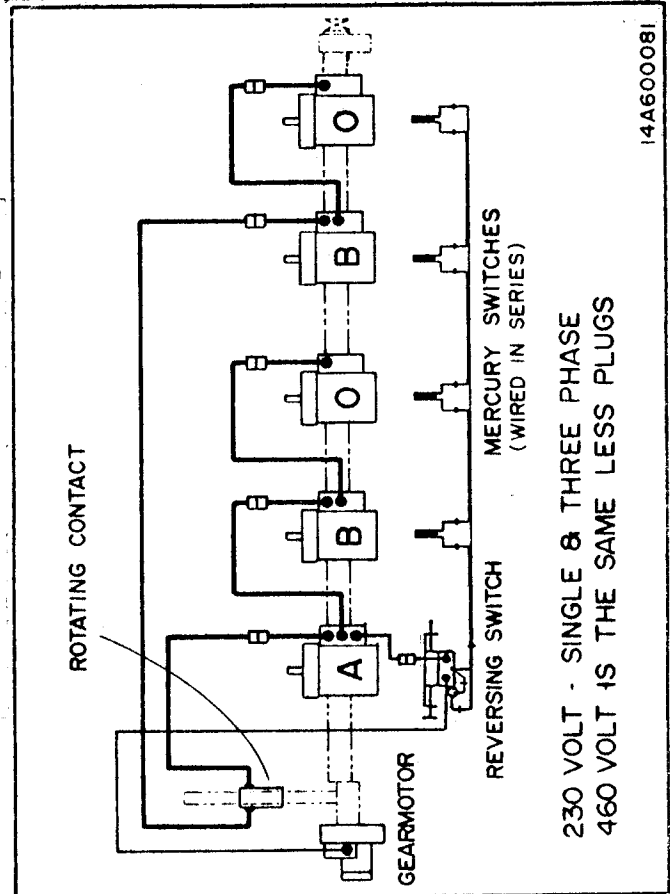 ROTATING CONTACT
A
B
O
B
O
GEARMOTOR
REVERSING SWITCH
MERCURY SWITCHES
(WIRED IN SERIES)
230 VOLT - SINGLE & THREE PHASE
460 VOLT IS THE SAME LESS PLUGS
14A600081